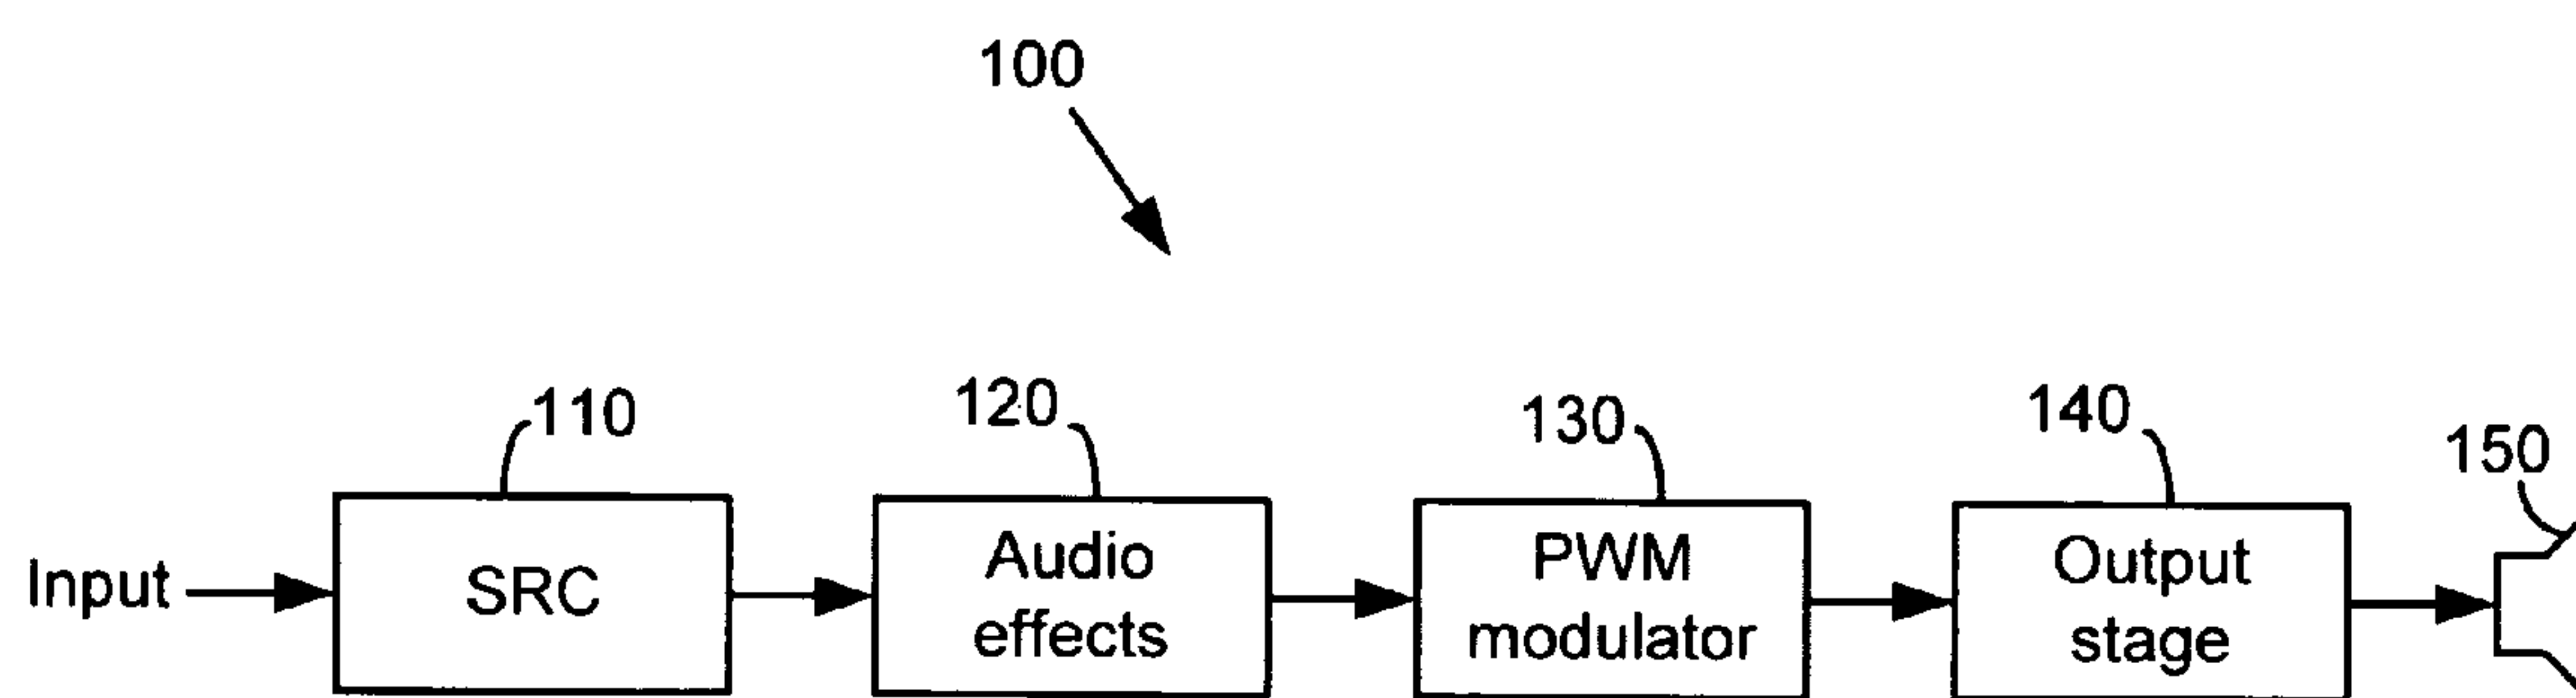 100
110
120
130
140
150
Input
SRC
Audio
effects
PWM
modulator
Output
stage